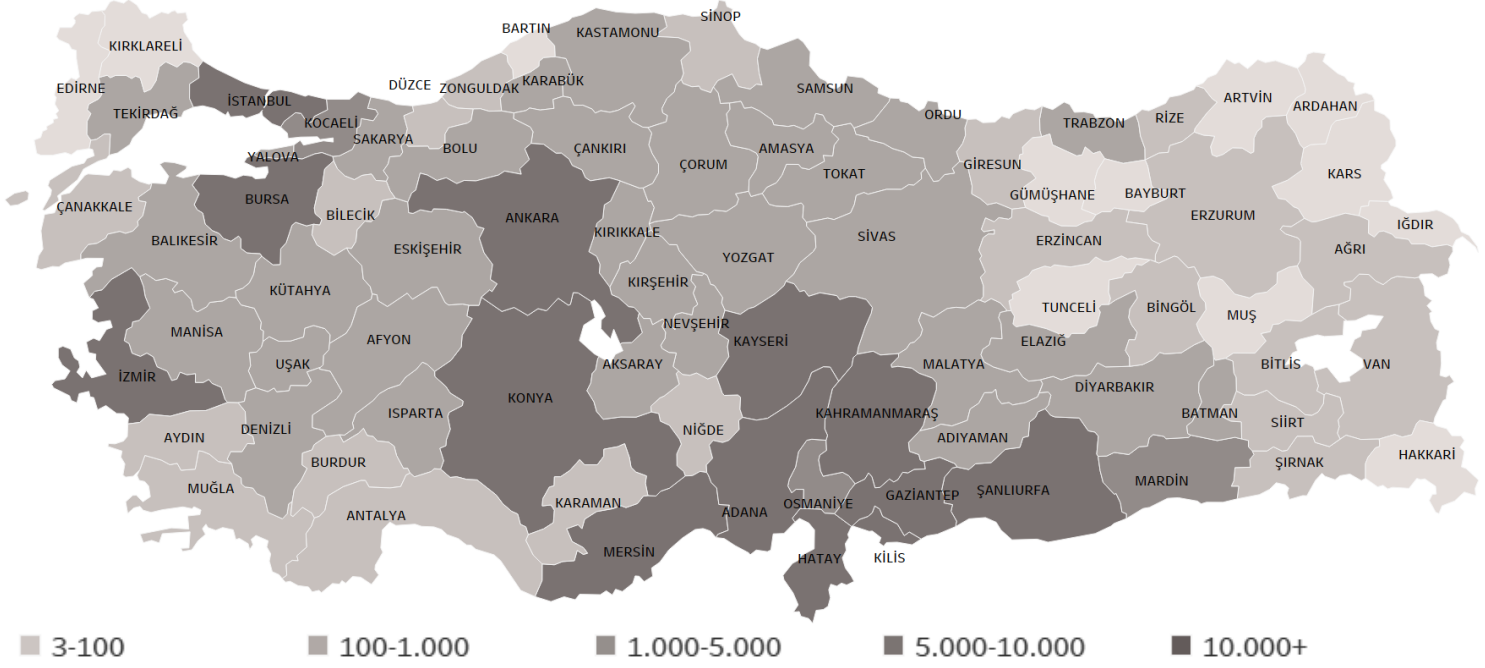 SİNOP
BARTIN
KASTAMONU
KIRKLARELİ
KARABÜK
DÜZCE
ZONGULDAK
EDİRNE
SAMSUN
ARTVİN
ARDAHAN
İSTANBUL
TEKİRDAĞ
ORDU
RİZE
KOCAELİ
TRABZON
SAKARYA
BOLU
ÇANKIRI
AMASYA
YALOVA
ÇORUM
GİRESUN
TOKAT
KARS
GÜMÜŞHANE
BAYBURT
BURSA
ÇANAKKALE
BİLECİK
ANKARA
ERZURUM
IĞDIR
KIRIKKALE
SİVAS
BALIKESİR
ERZİNCAN
ESKİŞEHİR
AĞRI
YOZGAT
KIRŞEHİR
KÜTAHYA
TUNCELİ
BİNGÖL
MUŞ
NEVŞEHİR
MANİSA
AFYON
KAYSERİ
ELAZIĞ
UŞAK
AKSARAY
MALATYA
BİTLİS
VAN
İZMİR
DİYARBAKIR
KONYA
ISPARTA
KAHRAMANMARAŞ
BATMAN
SİİRT
DENİZLİ
NİĞDE
AYDIN
ADIYAMAN
HAKKARİ
BURDUR
ŞIRNAK
MARDİN
MUĞLA
ŞANLIURFA
GAZİANTEP
KARAMAN
OSMANİYE
ADANA
ANTALYA
MERSİN
HATAY
KİLİS
3-100
100-1.000
1.000-5.000
5.000-10.000
10.000+